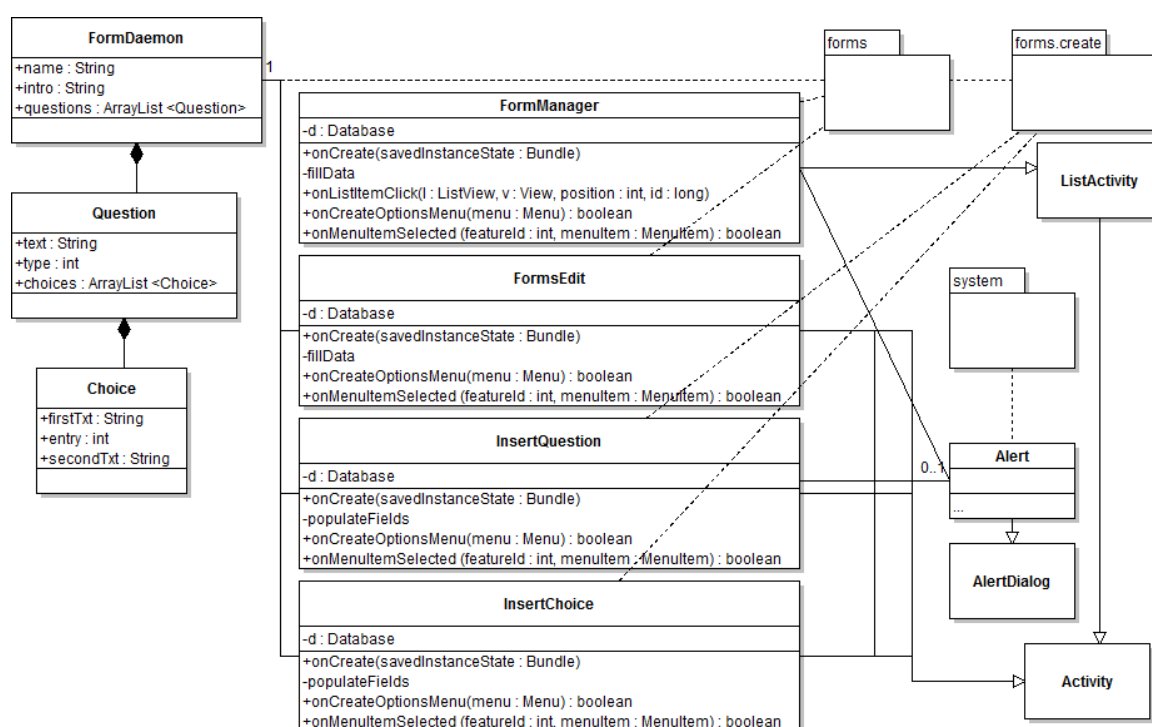 FormDaemon
+name : String
+intro : String
+questions : ArrayList <Question>
1
Question
+text : String
+type : int
+choices : ArrayList <Choice>
Choice
+firstTxt : String
+entry : int
+secondTxt : String
FormManager
-d : Database
+onCreate(savedInstanceState : Bundle)
-fillData
+onListItemClick(l : ListView, v : View, position : int, id : long)
+onCreateOptionsMenu(menu : Menu) : boolean
+onMenuItemSelected (featureId : int, menuItem : MenuItem) : boolean
FormsEdit
-d : Database
+onCreate(savedInstanceState : Bundle)
-fillData
+onCreateOptionsMenu(menu : Menu) : boolean
+onMenuItemSelected (featureId : int, menuItem : MenuItem) : boolean
InsertQuestion
-d : Database
+onCreate(savedInstanceState : Bundle)
-populateFields
+onCreateOptionsMenu(menu : Menu) : boolean
+onMenuItemSelected (featureId : int, menuItem : MenuItem) : boolean
InsertChoice
-d : Database
+onCreate(savedInstanceState : Bundle)
-populateFields
+onCreateOptionsMenu(menu : Menu) : boolean
+onMenuItemSelected (featureId : int, menuItem : MenuItem) : boolean
forms
forms.create
ListActivity
system
0..1
Alert
...
AlertDialog
Activity